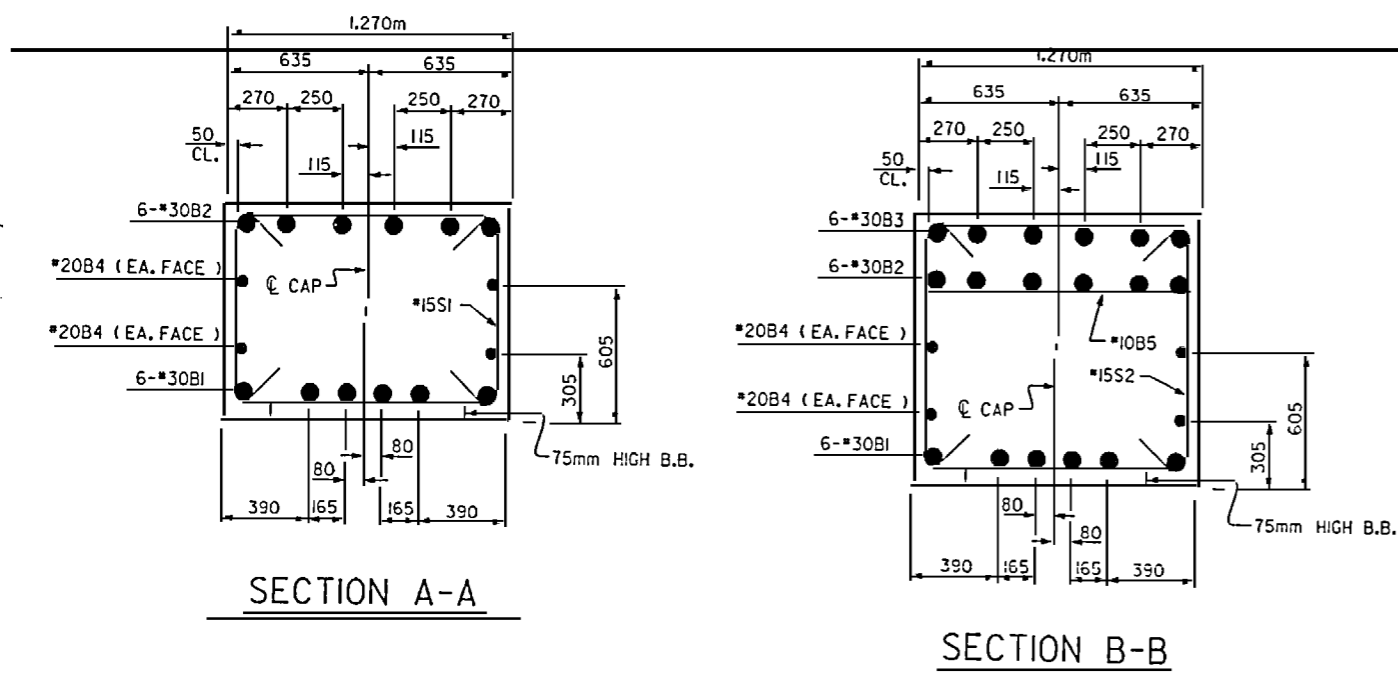 1.270m
635 635
270 250 250 270
50
CL.
115
115
6-#30B2
#20B4 ( EA. FACE )
℄ CAP
#15S1
#20B4 ( EA. FACE )
6-#30B1
605
305
80
80
75mm HIGH B.B.
390 165 165 390
SECTION A-A
1.270m
635 635
270 250 250 270
50
CL.
115
115
6-#30B3
6-#30B2
#20B4 ( EA. FACE )
#10B5
#15S2
#20B4 ( EA. FACE )
℄ CAP
6-#30B1
605
305
80
80
75mm HIGH B.B.
390 165 165 390
SECTION B-B